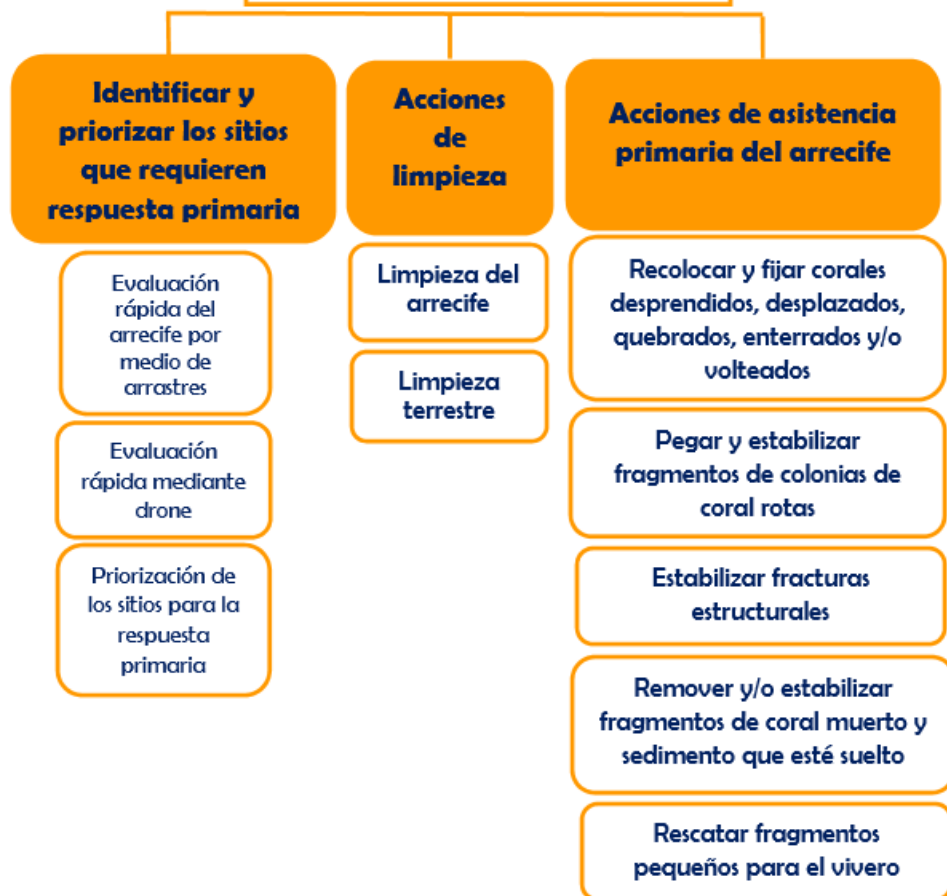 Identificar y
priorizar los sitios
que requieren
respuesta primaria
Evaluación
rápida del
arrecife por
medio de
arrastres
Evaluación
rápida mediante
drone
Priorización de
los sitios para la
respuesta
primaria
Acciones
de
limpieza
Limpieza del
arrecife
Limpieza
terrestre
Acciones de asistencia
primaria del arrecife
Recolocar y fijar corales
desprendidos, desplazados,
quebrados, enterrados y/o
volteados
Pegar y estabilizar
fragmentos de colonias de
coral rotas
Estabilizar fracturas
estructurales
Remover y/o estabilizar
fragmentos de coral muerto y
sedimento que esté suelto
Rescatar fragmentos
pequeños para el vivero